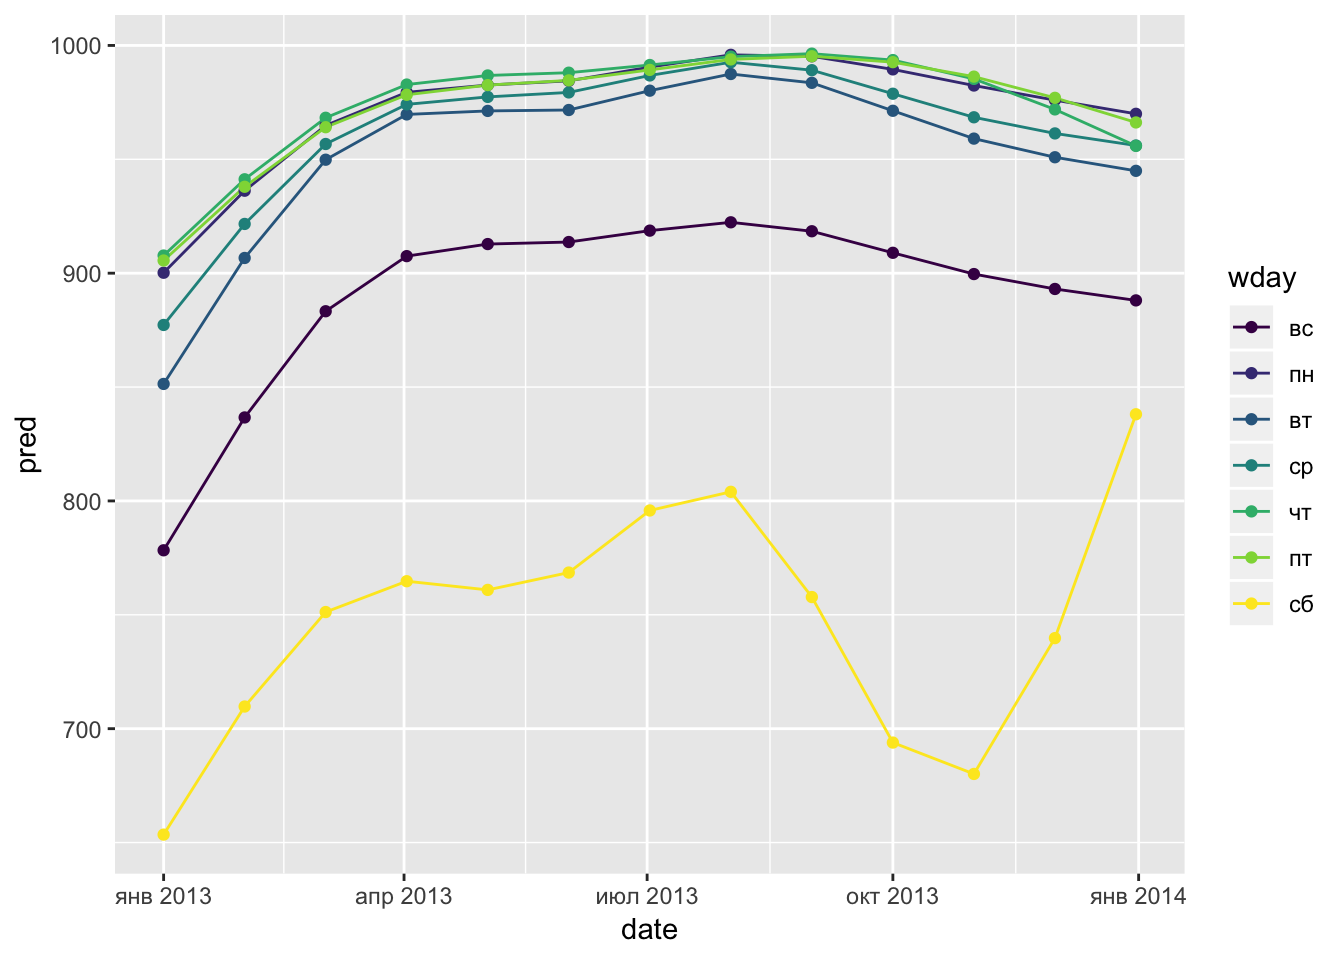 1000
900
800
700
pred
янв 2013 апр 2013 июл 2013 окт 2013 янв 2014
date
wday
вс
пн
вт
ср
чт
пт
сб